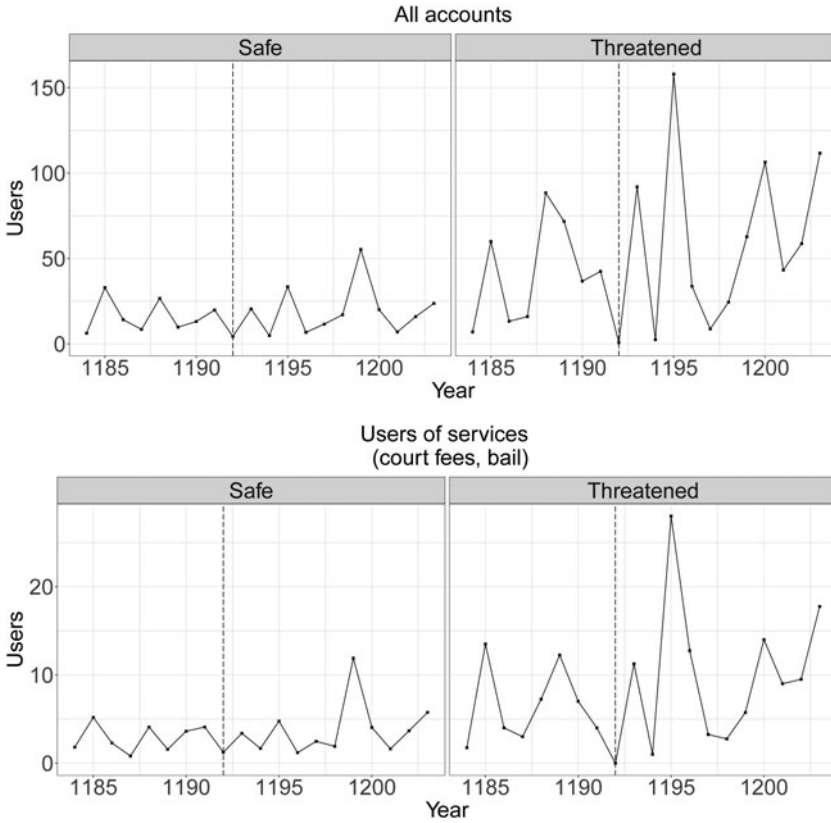 All accounts
Safe Threatened
150
100
50
0
Users
1185 1190 1195 1200 1185 1190 1195 1200
Year
Users of services
(court fees, bail)
Safe Threatened
20
10
0
Users
1185 1190 1195 1200 1185 1190 1195 1200
Year